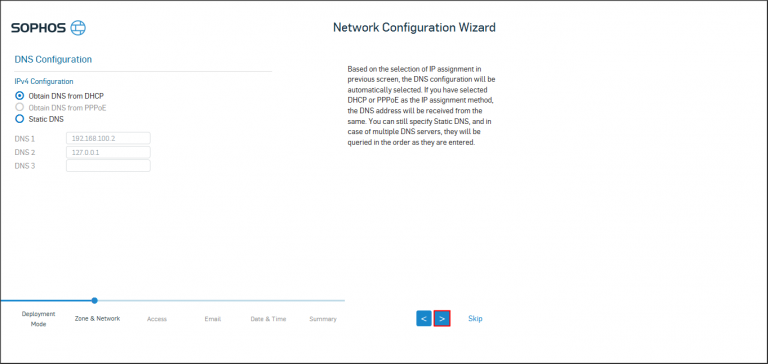 SOPHOS
Network Configuration Wizard
DNS Configuration
IPv4 Configuration
Obtain DNS from DHCP
Obtain DNS from PPPoE
Static DNS
DNS 1 192.168.100.2
DNS 2 127.0.0.1
DNS 3
Based on the selection of IP assignment in
previous screen, the DNS configuration will be
automatically selected. If you have selected
DHCP or PPPoE as the IP assignment method,
the DNS address will be received from the
same. You can still specify Static DNS, and in
case of multiple DNS servers, they will be
queried in the order as they are entered.
Deployment
Mode
Zone & Network
Access
Email
Date & Time
Summary
<
>
Skip